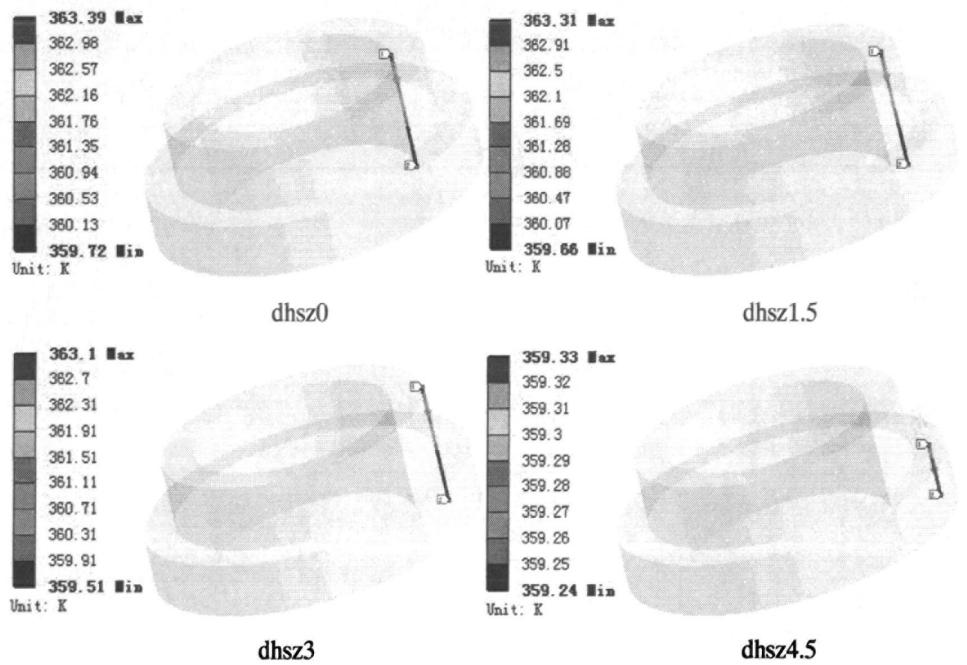 363.39 Max
362.98
362.57
362.16
361.76
361.35
360.94
360.53
360.13
359.72 Min
Unit: K
dhsz0
363.31 Max
362.91
362.5
362.1
361.69
361.28
360.88
360.47
360.07
359.66 Min
Unit: K
dhsz1.5
363.1 Max
362.7
362.31
361.91
361.51
361.11
360.71
360.31
359.91
359.51 Min
Unit: K
dhsz3
359.33 Max
359.32
359.31
359.3
359.29
359.28
359.27
359.26
359.25
359.24 Min
Unit: K
dhsz4.5